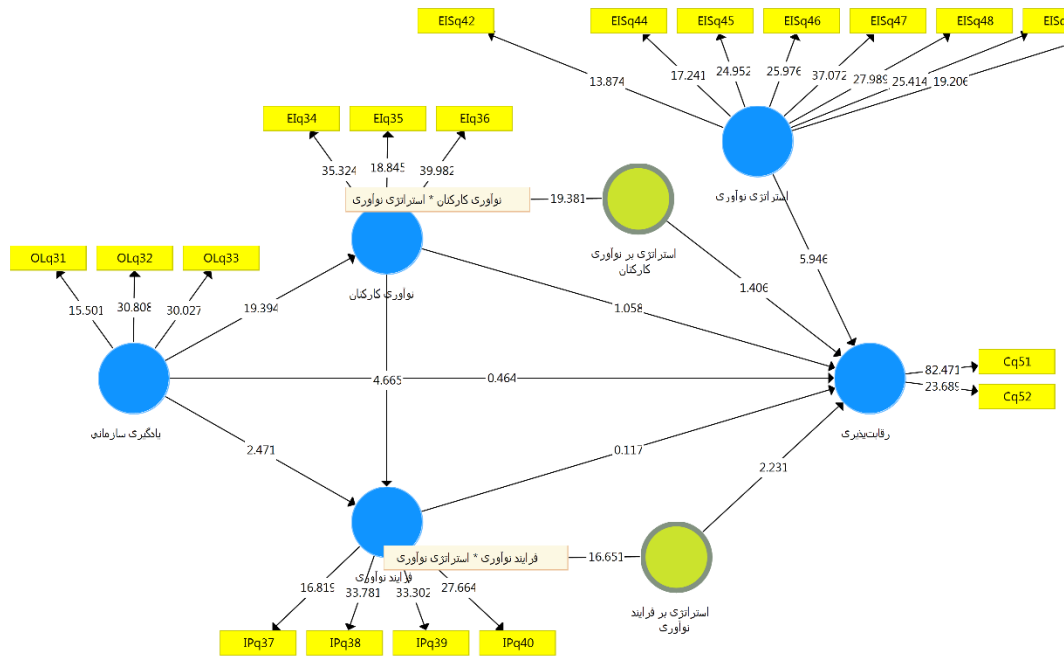 EISq42
EISq44
EISq45
EISq46
EISq47
EISq48
EISq
13.874
17.241
24.952
25.976
37.072
27.989
25.414
19.206
استراتژی نوآوری
EIq34
EIq35
EIq36
35.324
18.845
39.982
نوآوری کارکنان * استراتژی نوآوری
19.381
نوآوری کارکنان
استراتژی بر نوآوری
کارکنان
5.946
1.406
OLq31
OLq32
OLq33
15.501
30.808
30.027
19.394
1.058
یادگیری سازمانی
4.665
0.464
82.471
23.689
Cq51
Cq52
رقابت‌پذیری
2.471
0.117
2.231
فرایند نوآوری * استراتژی نوآوری
16.651
فرایند نوآوری
استراتژی بر فرایند
نوآوری
16.819
33.781
33.302
27.664
IPq37
IPq38
IPq39
IPq40